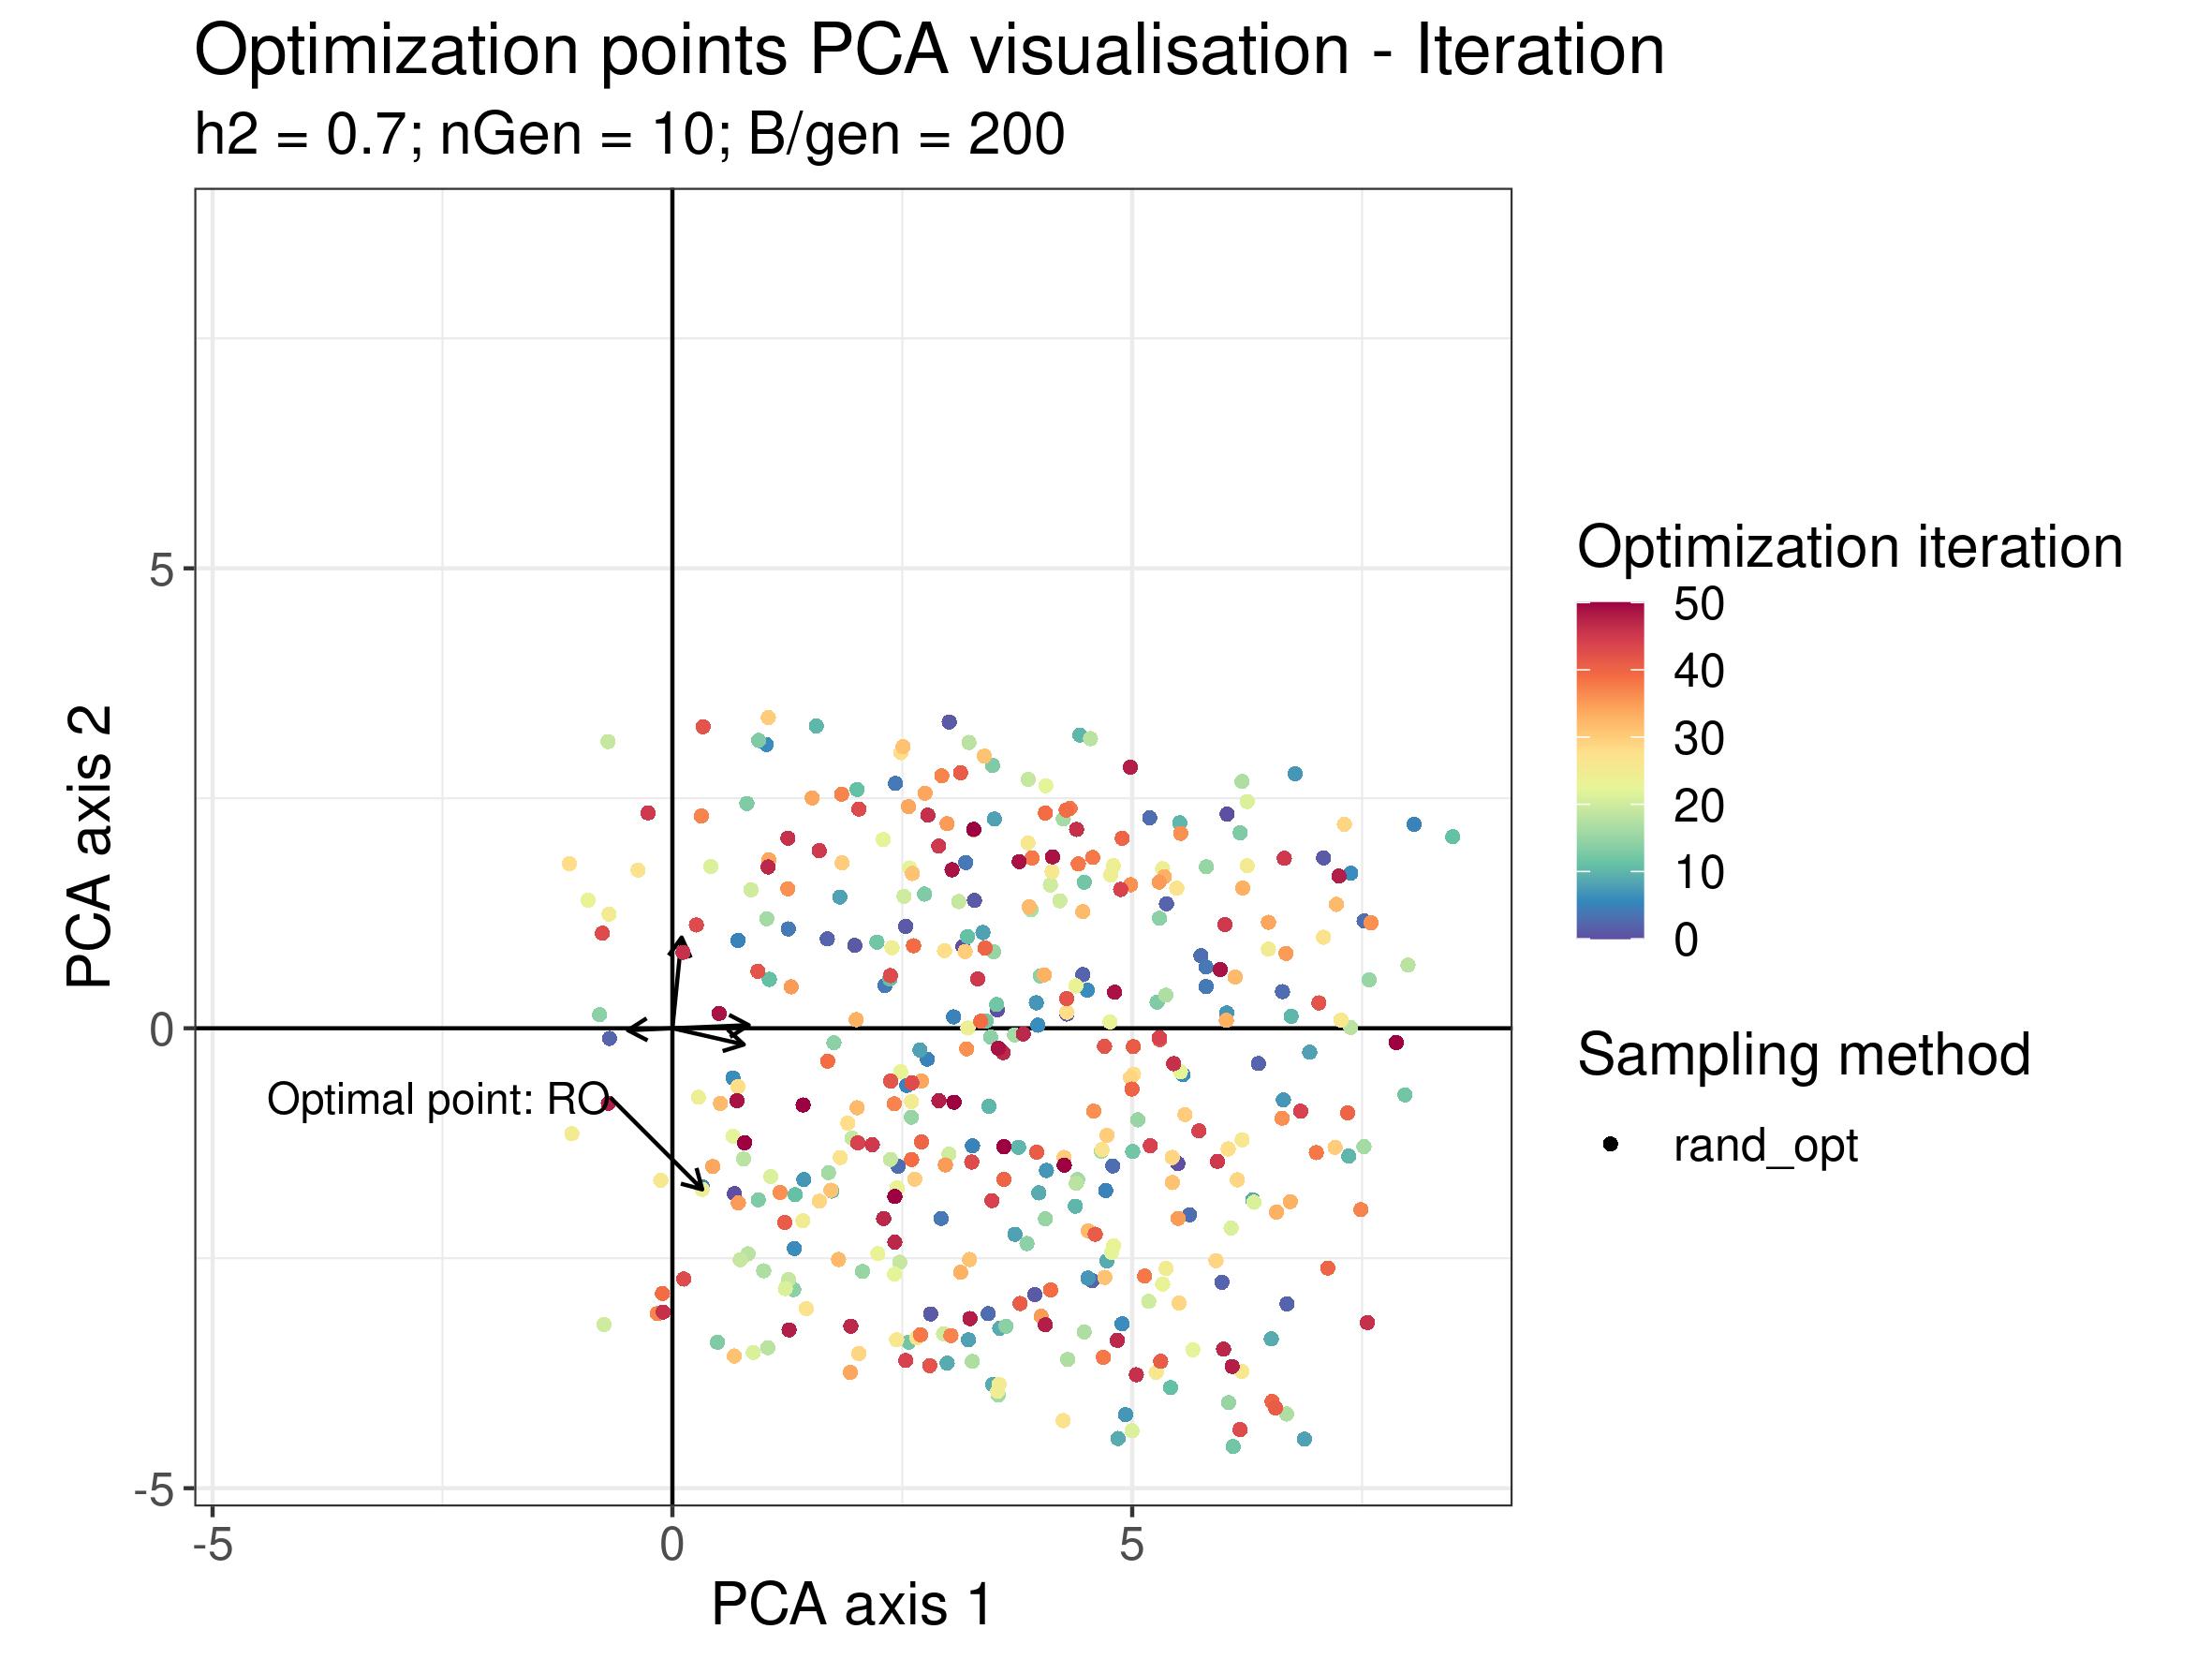 Optimization points PCA visualisation - Iteration
h2 = 0.7; nGen = 10; B/gen = 200
PCA axis 2
5
0
-5
Optimal point: RO
-5
0
5
PCA axis 1
Optimization iteration
50
40
30
20
10
0
Sampling method
rand_opt